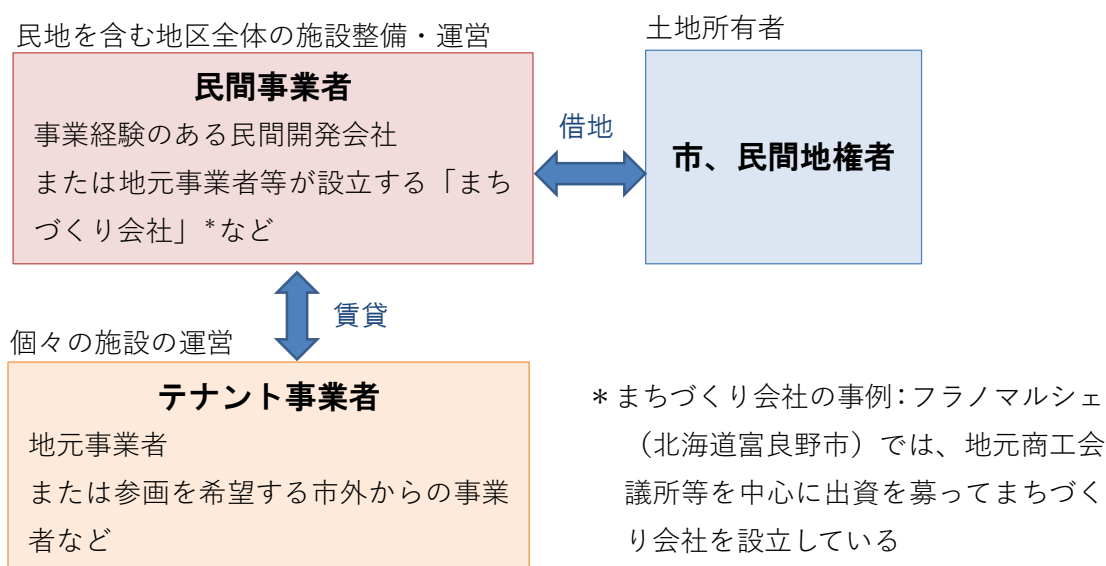 民地を含む地区全体の施設整備・運営
民間事業者
事業経験のある民間開発会社
または地元事業者等が設立する「まち
づくり会社」*など
借地
土地所有者
市、民間地権者
賃貸
個々の施設の運営
テナント事業者
地元事業者
または参画を希望する市外からの事業
者など
＊まちづくり会社の事例：フラノマルシェ
（北海道富良野市）では、地元商工会
議所等を中心に出資を募ってまちづく
り会社を設立している